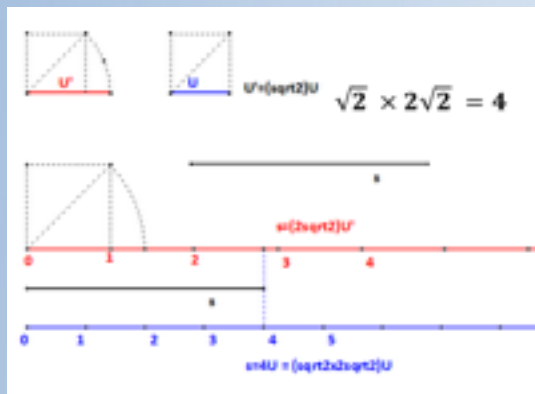 U' U U'=(sqrt2)U √2 × 2√2 = 4
s
s=(2sqrt2)U'
0 1 2 3 4
s
0 1 2 3 4 5
s=4U = (sqrt2x2sqrt2)U